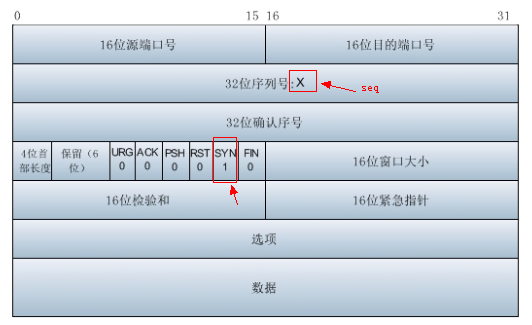 0 15 16 31
16位源端口号 16位目的端口号
32位序列号:X seq
32位确认序号
4位首部长度 保留（6位） URG 0 ACK 0 PSH 0 RST 0 SYN 1 FIN 0 16位窗口大小
16位检验和 16位紧急指针
选项
数据